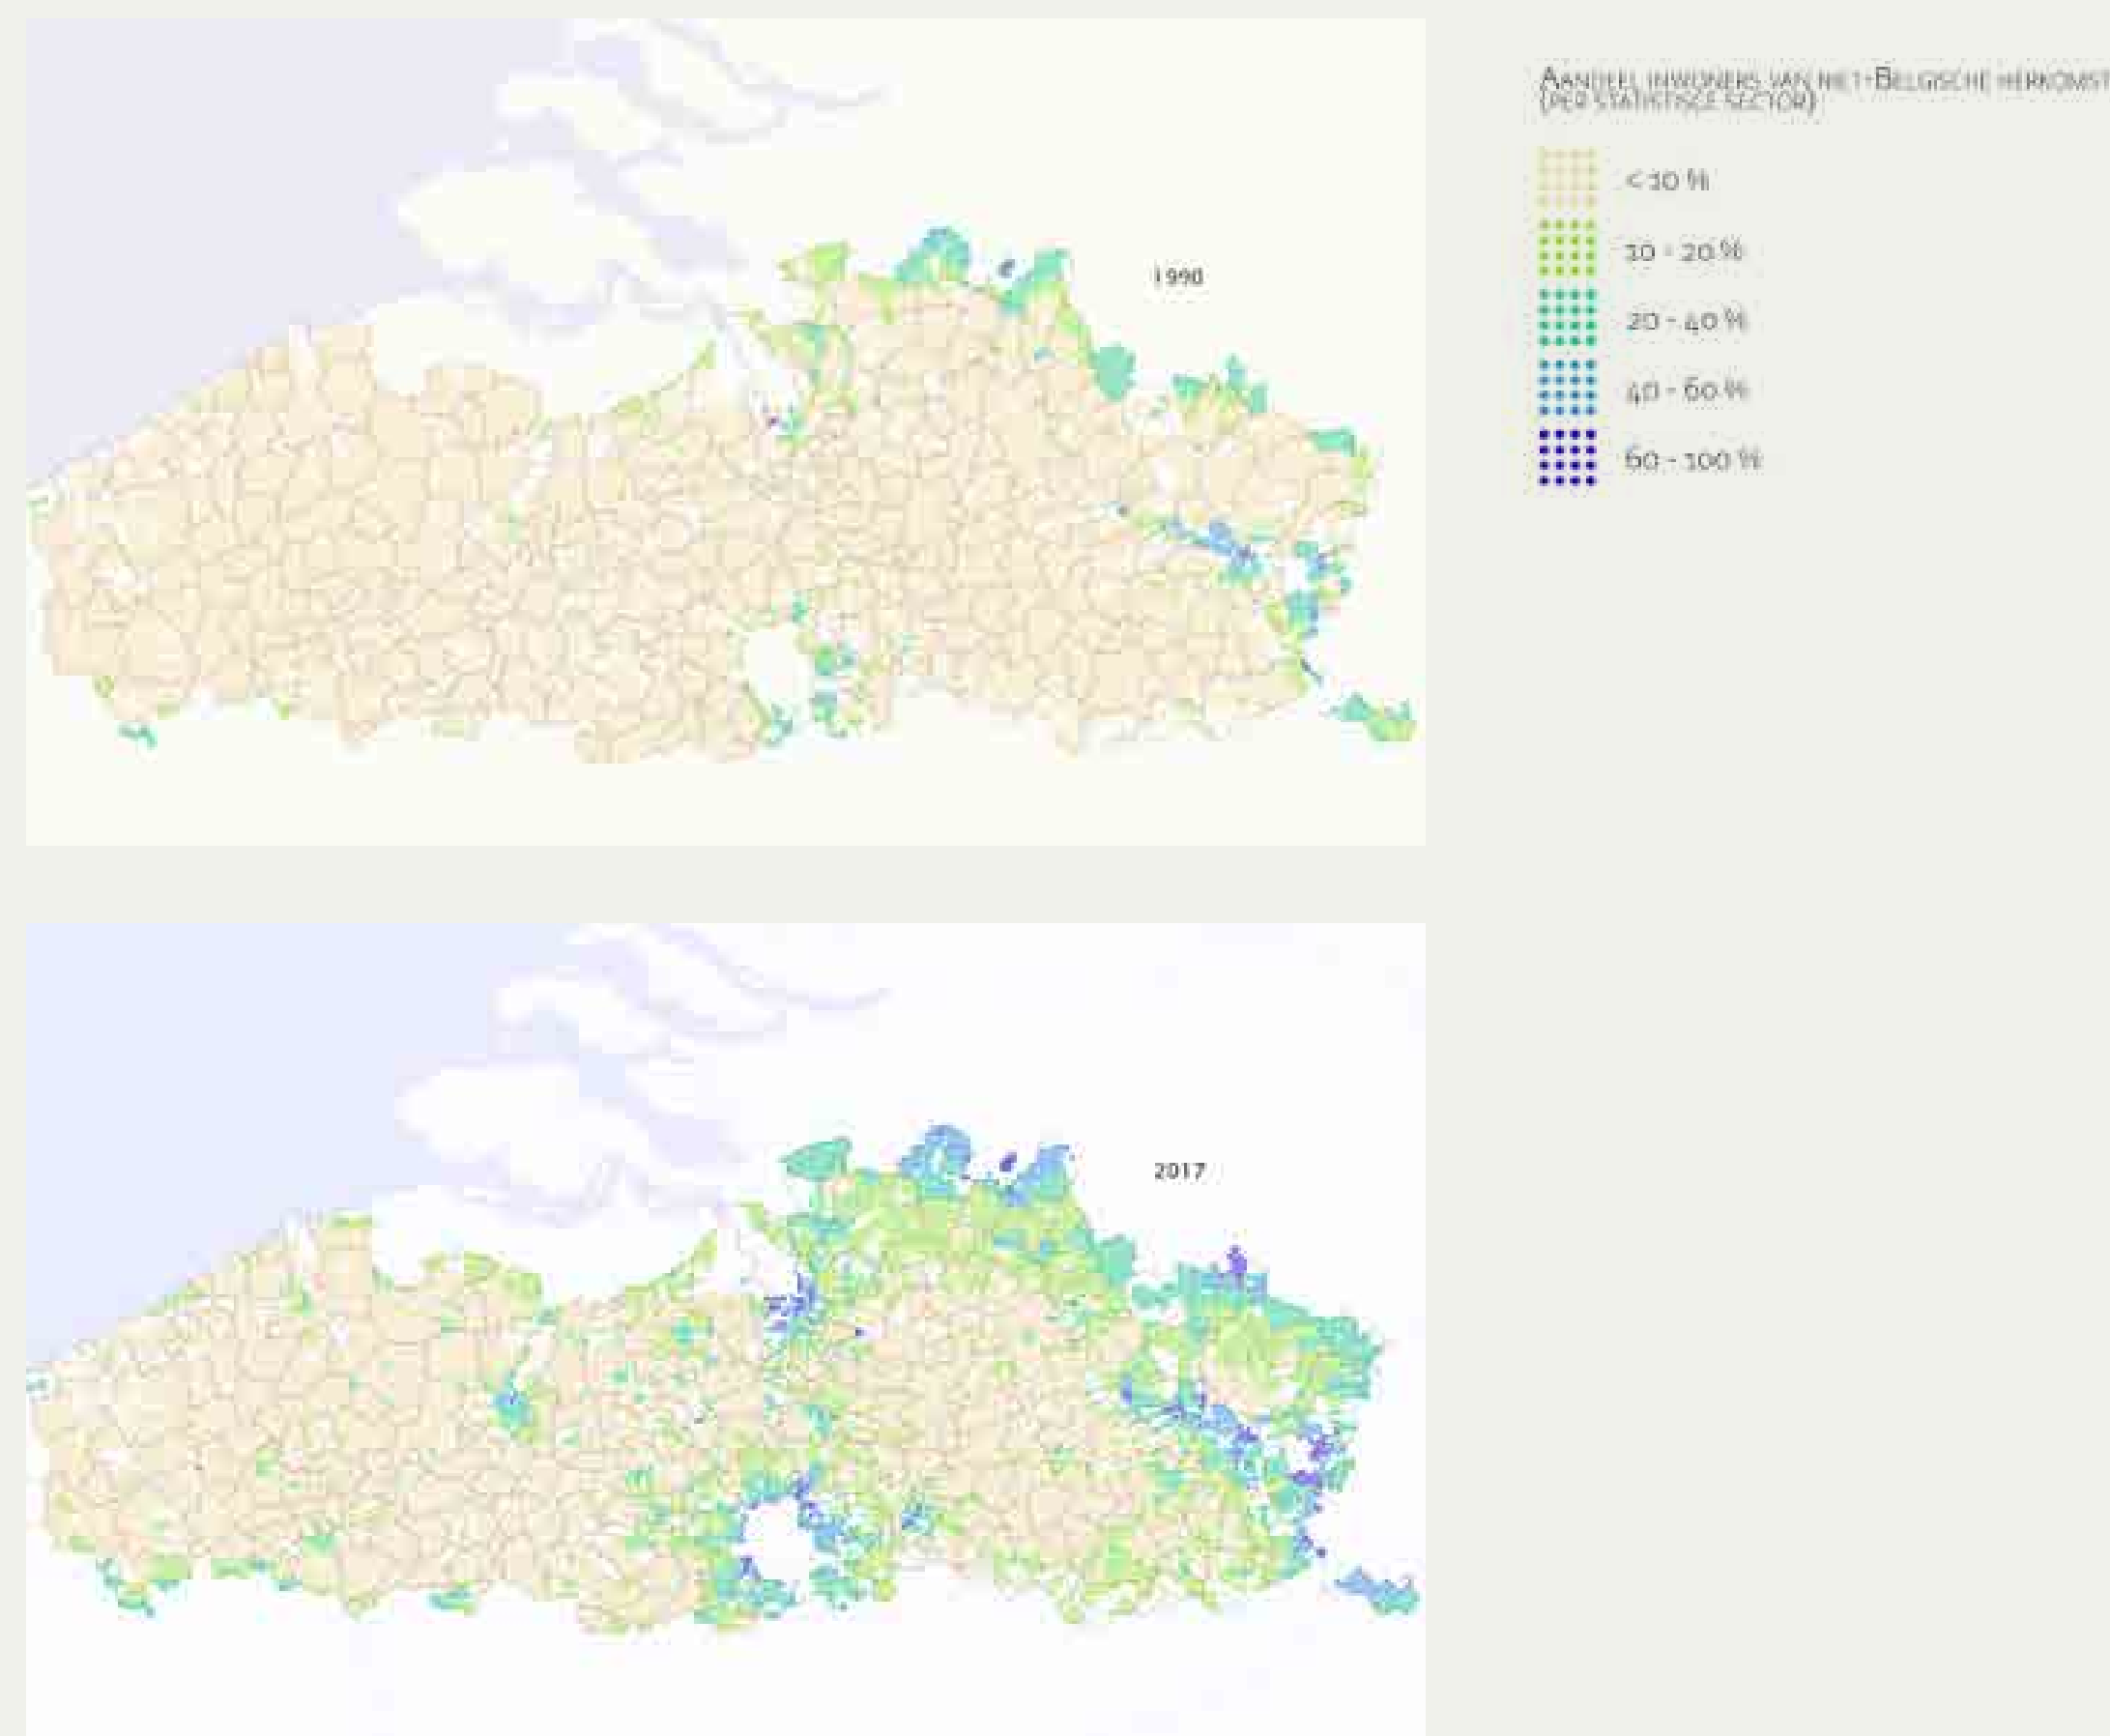 1990
Aandeel inwoners van niet-Belgische herkomst
(per statistische sector)
< 10 %
10 - 20 %
20 - 40 %
40 - 60 %
60 - 100 %
2017